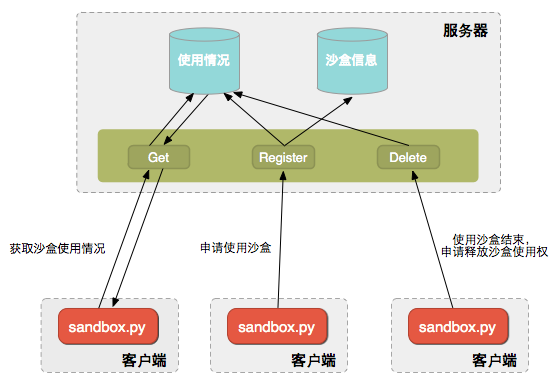 服务器
使用情况
沙盒信息
Get
Register
Delete
获取沙盒使用情况
申请使用沙盒
使用沙盒结束，
申请释放沙盒使用权
sandbox.py
客户端
sandbox.py
客户端
sandbox.py
客户端